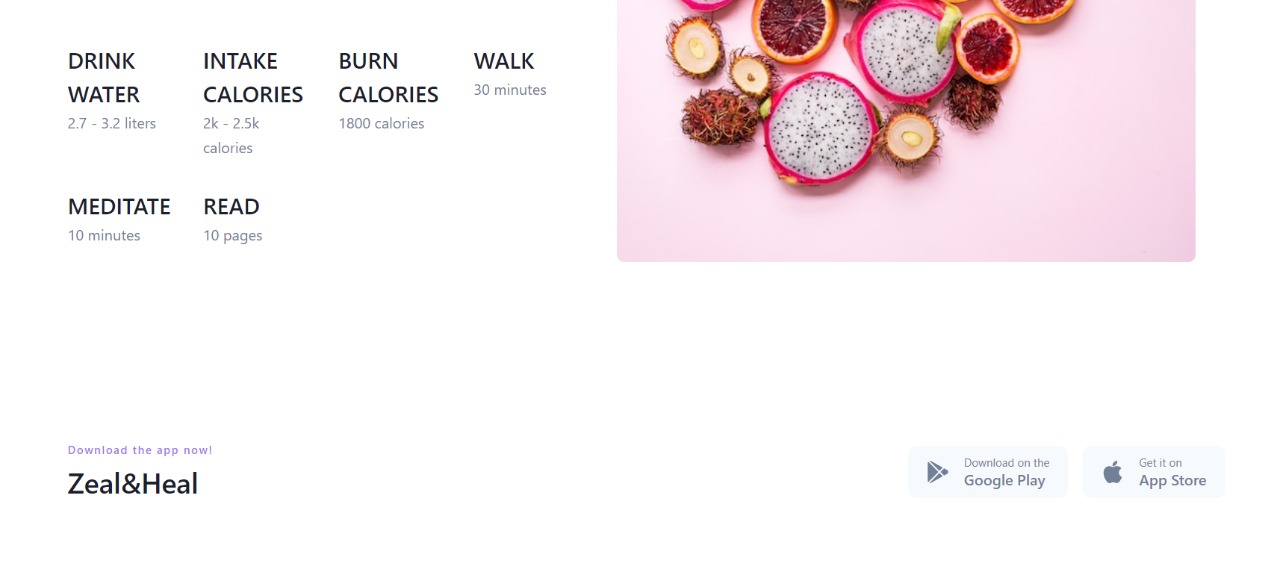 DRINK
WATER
2.7 - 3.2 liters
INTAKE
CALORIES
2k - 2.5k
calories
BURN
CALORIES
1800 calories
WALK
30 minutes
MEDITATE
10 minutes
READ
10 pages
Download the app now!
Zeal&Heal
Download on the
Google Play
Get it on
App Store